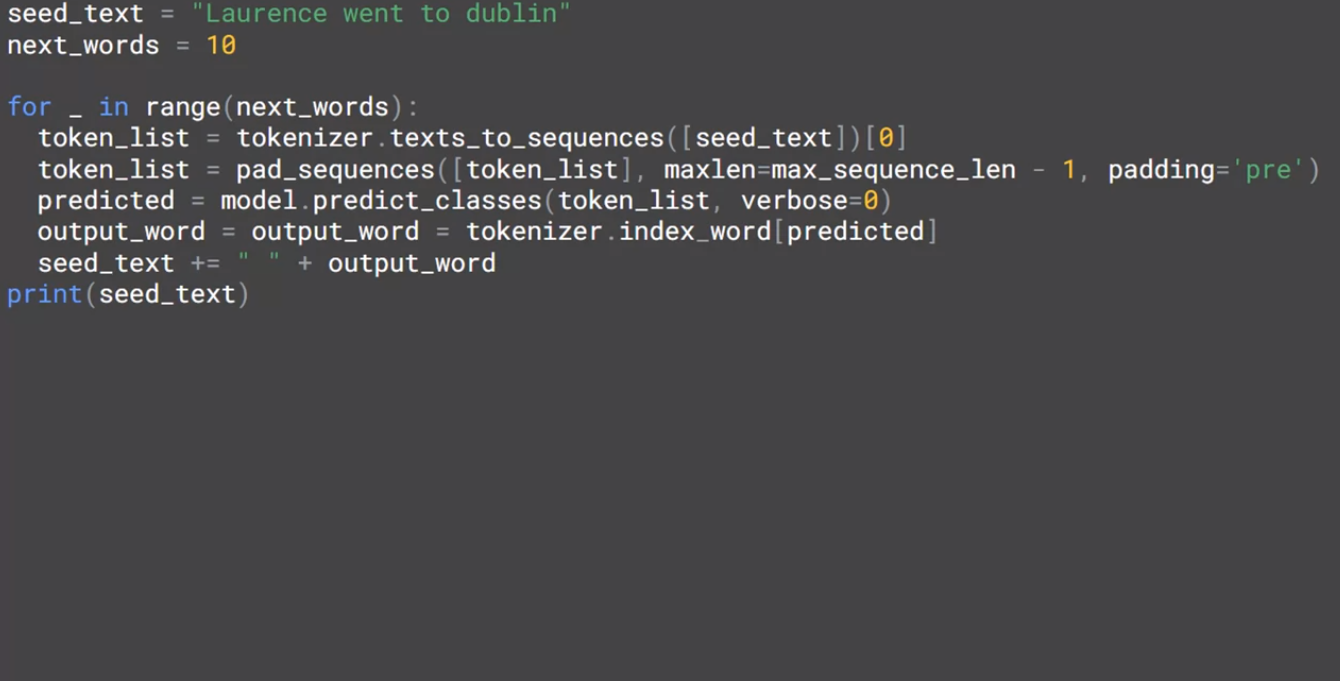 seed_text = "Laurence went to dublin"
next_words = 10

for _ in range(next_words):
  token_list = tokenizer.texts_to_sequences([seed_text])[0]
  token_list = pad_sequences([token_list], maxlen=max_sequence_len - 1, padding='pre')
  predicted = model.predict_classes(token_list, verbose=0)
  output_word = output_word = tokenizer.index_word[predicted]
  seed_text += " " + output_word
print(seed_text)